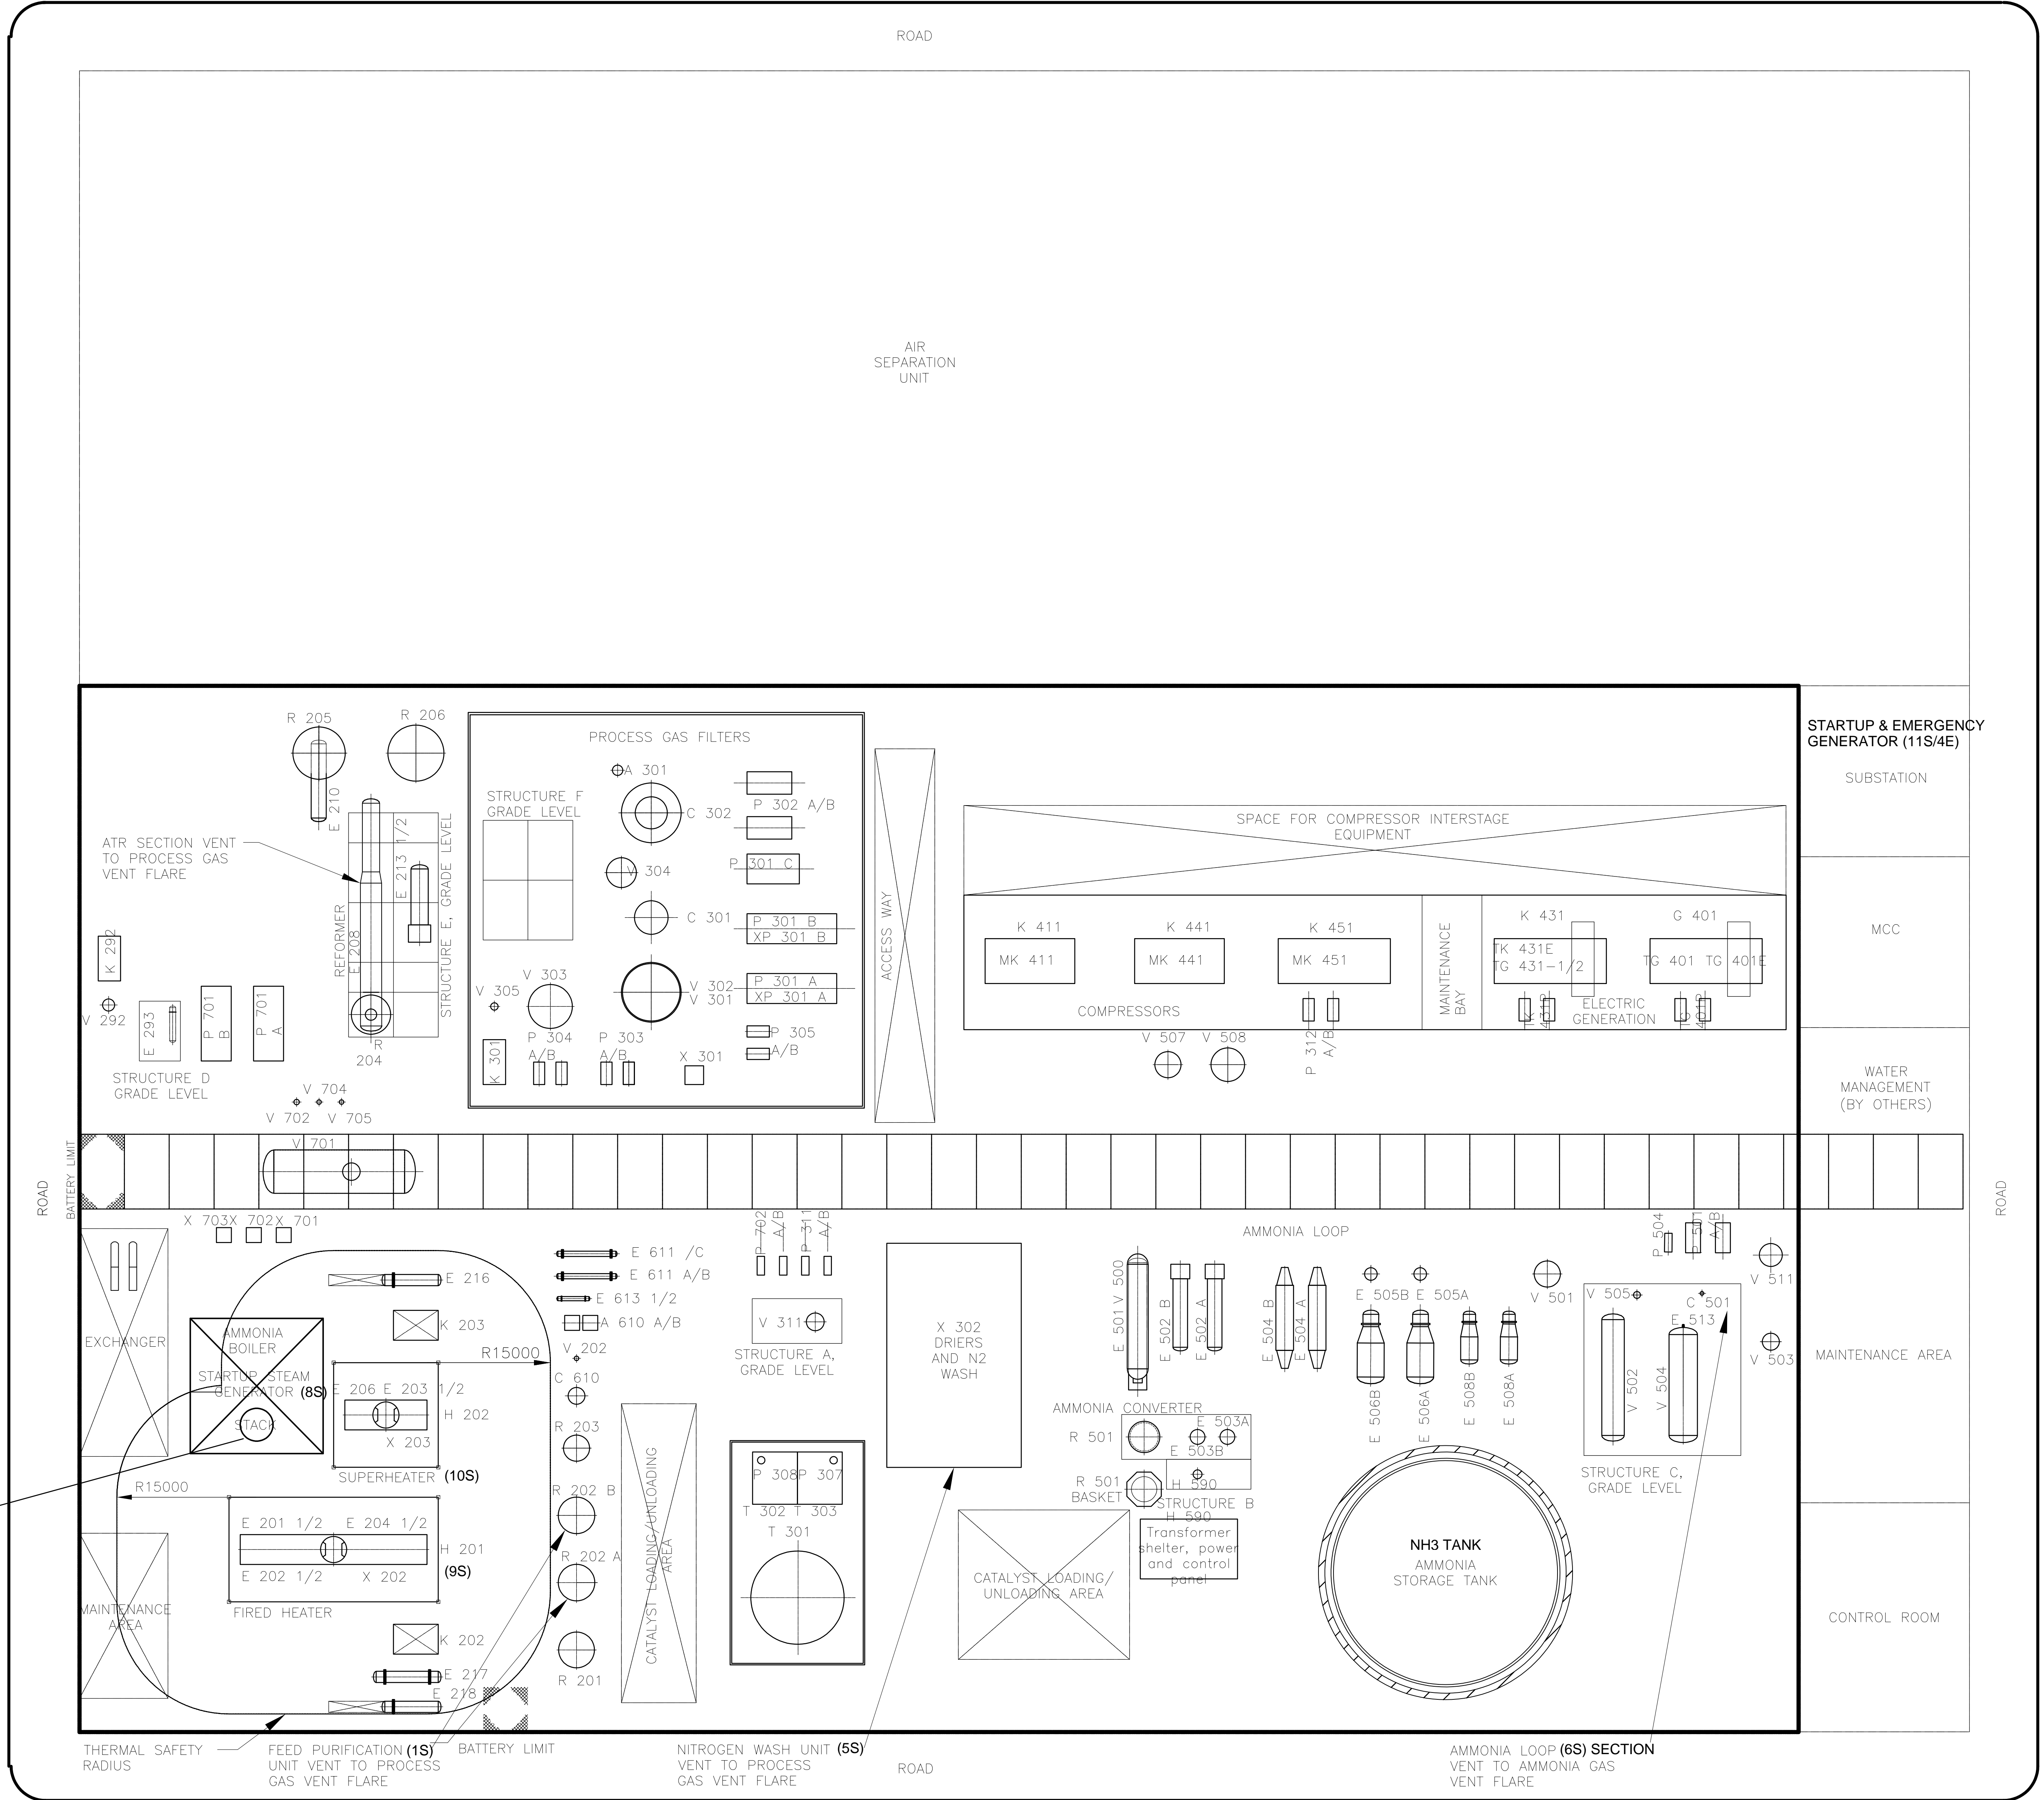 ROAD
AIR
SEPARATION
UNIT
STARTUP & EMERGENCY
GENERATOR (11S/4E)
SUBSTATION
MCC
WATER
MANAGEMENT
(BY OTHERS)
MAINTENANCE AREA
CONTROL ROOM
ROAD
R 205
R 206
E 210
ATR SECTION VENT
TO PROCESS GAS
VENT FLARE
E 213 1/2
STRUCTURE E, GRADE LEVEL
REFORMER
E 208
R
204
K 292
V 292
E 293
P 701
B
P 701
A
STRUCTURE D
GRADE LEVEL
V 704
V 702
V 705
V 701
PROCESS GAS FILTERS
A 301
STRUCTURE F
GRADE LEVEL
C 302
P 302 A/B
V 304
P 301 C
C 301
P 301 B
XP 301 B
V 303
V 305
V 302
V 301
P 301 A
XP 301 A
K 301
P 304
A/B
P 303
A/B
X 301
P 305
A/B
ACCESS WAY
SPACE FOR COMPRESSOR INTERSTAGE
EQUIPMENT
K 411
MK 411
K 441
MK 441
K 451
MK 451
COMPRESSORS
MAINTENANCE
BAY
K 431
TK 431E
TG 431-1/2
G 401
TG 401
TG 401E
TK
431P
ELECTRIC
GENERATION
TG
401P
V 507
V 508
P 312
A/B
ROAD
BATTERY LIMIT
X 703
X 702
X 701
EXCHANGER
E 216
K 203
AMMONIA
BOILER
STARTUP STEAM
GENERATOR (8S)
STACK
R15000
E 206
E 203 1/2
H 202
X 203
SUPERHEATER (10S)
R15000
E 201 1/2
E 204 1/2
H 201
(9S)
E 202 1/2
X 202
FIRED HEATER
MAINTENANCE
AREA
K 202
E 217
E 218
E 611 /C
E 611 A/B
E 613 1/2
A 610 A/B
V 202
C 610
R 203
R 202 B
R 202 A
R 201
CATALYST LOADING/UNLOADING
AREA
P 702
A/B
P 311
A/B
V 311
STRUCTURE A,
GRADE LEVEL
P 308
P 307
T 302
T 303
T 301
X 302
DRIERS
AND N2
WASH
AMMONIA LOOP
E 501
V 500
E 502 B
E 502 A
E 504 B
E 504 A
E 505B
E 505A
E 506B
E 506A
E 508B
E 508A
V 501
P 504
P 501
A/B
V 511
V 505
C 501
E 513
V 502
V 504
V 503
STRUCTURE C,
GRADE LEVEL
AMMONIA CONVERTER
R 501
E 503A
E 503B
R 501
BASKET
H 590
STRUCTURE B
H 590
Transformer
shelter, power
and control
panel
CATALYST LOADING/
UNLOADING AREA
NH3 TANK
AMMONIA
STORAGE TANK
THERMAL SAFETY
RADIUS
FEED PURIFICATION (1S)
UNIT VENT TO PROCESS
GAS VENT FLARE
BATTERY LIMIT
NITROGEN WASH UNIT (5S)
VENT TO PROCESS
GAS VENT FLARE
ROAD
AMMONIA LOOP (6S) SECTION
VENT TO AMMONIA GAS
VENT FLARE